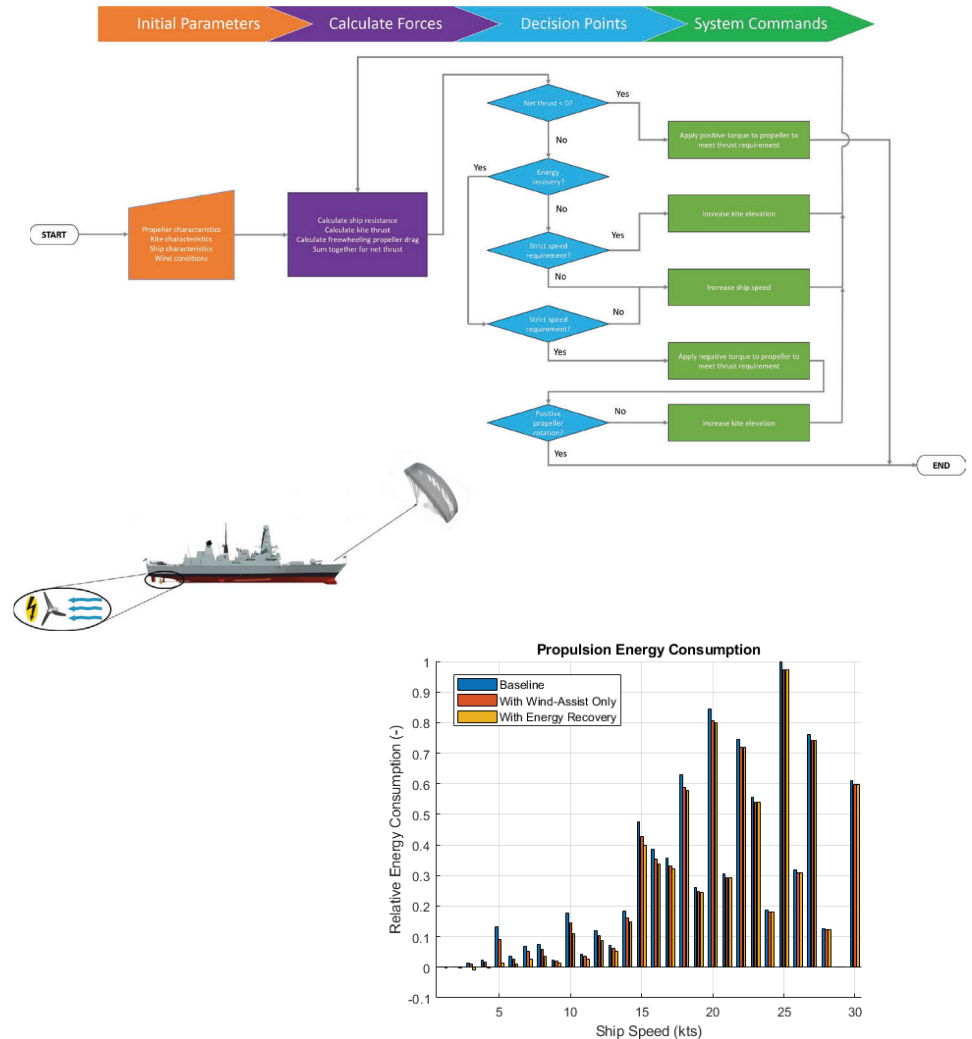 Initial Parameters
Calculate Forces
Decision Points
System Commands
START
Propeller characteristics
Kite characteristics
Ship characteristics
Wind conditions
Calculate ship resistance
Calculate kite thrust
Calculate freewheeling propeller drag
Sum together for net thrust
Net thrust < 0?
Yes
No
Apply positive torque to propeller to
meet thrust requirement
Energy
recovery?
Yes
No
Strict speed
requirement?
Yes
No
Increase kite elevation
Increase ship speed
Strict speed
requirement?
No
Yes
Apply negative torque to propeller to
meet thrust requirement
Positive
propeller
rotation?
No
Yes
Increase kite elevation
END
Propulsion Energy Consumption
Baseline
With Wind-Assist Only
With Energy Recovery
Relative Energy Consumption (-)
1
0.9
0.8
0.7
0.6
0.5
0.4
0.3
0.2
0.1
0
-0.1
5
10
15
20
25
30
Ship Speed (kts)